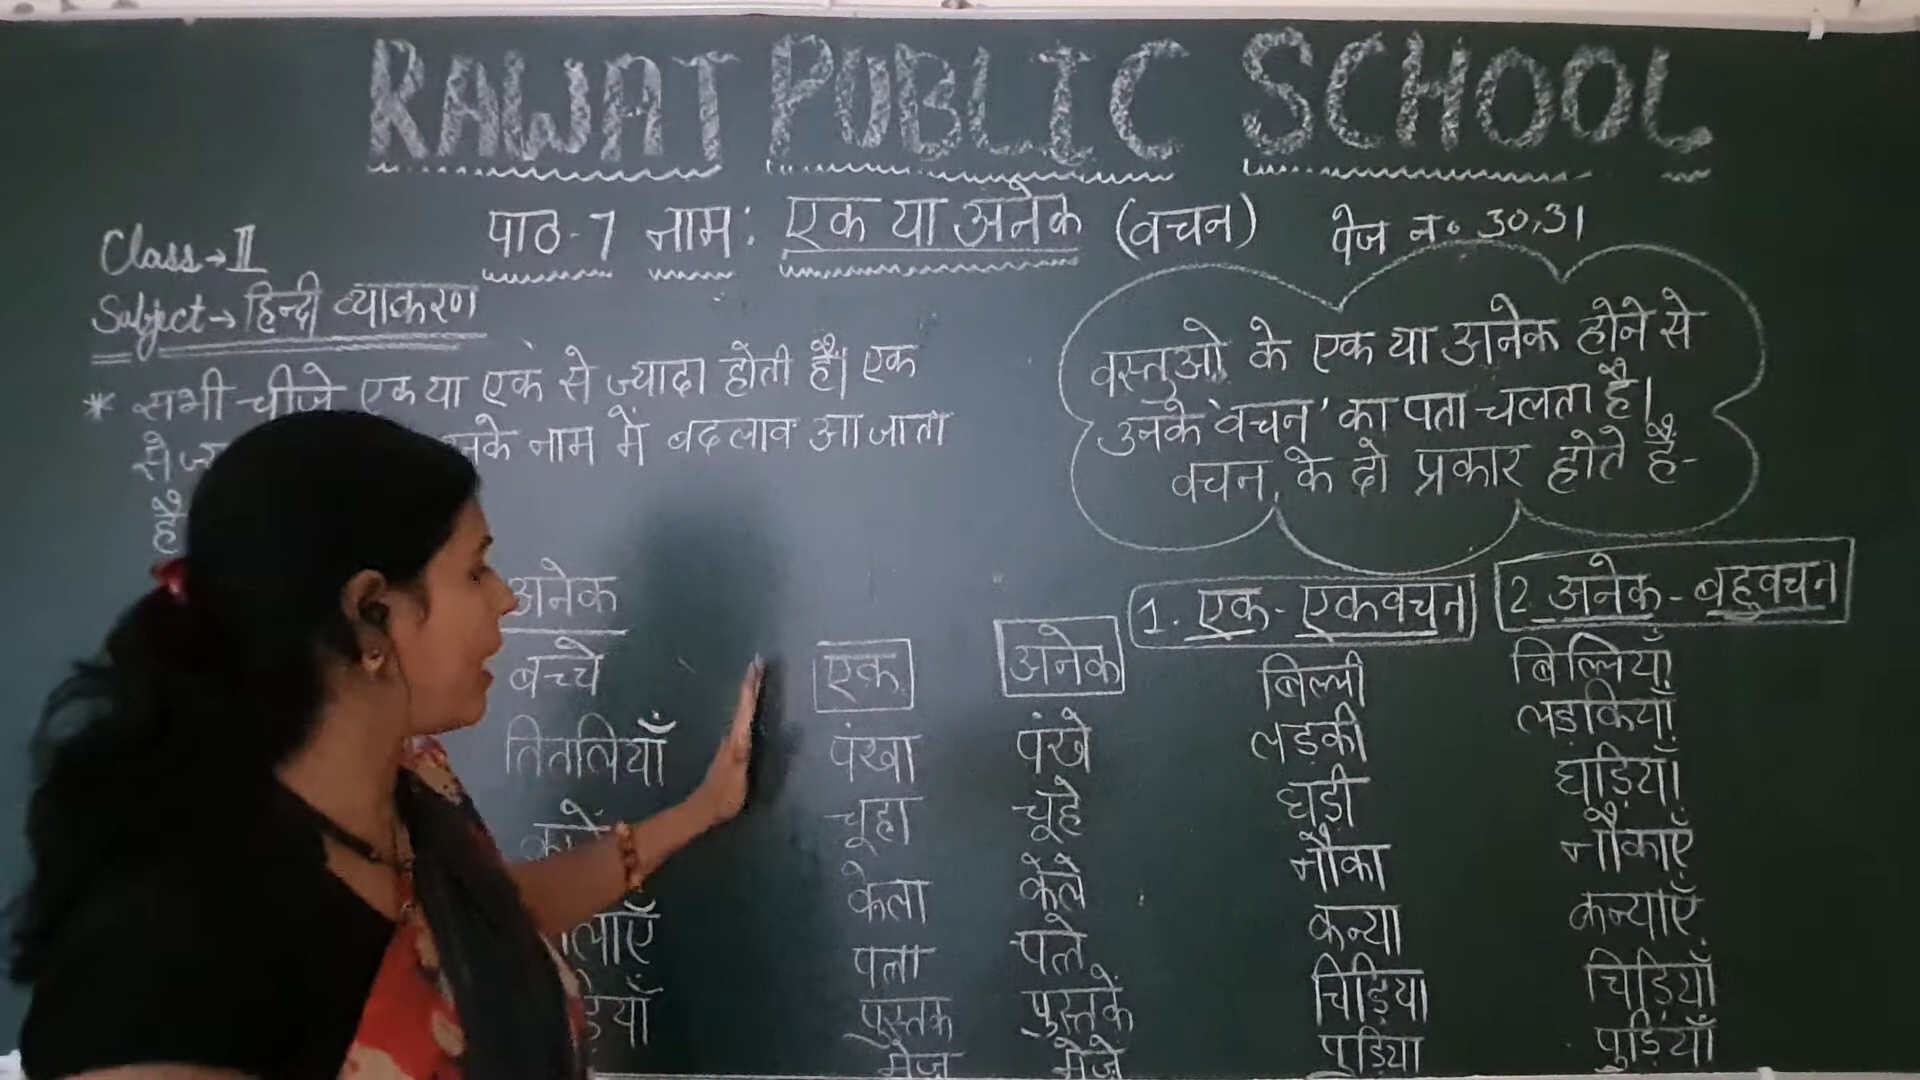 RAWAT PUBLIC SCHOOL
Class→II
पाठ-7 नाम: एक या अनेक (वचन) पेज न० 30,31
Subject→ हिन्दी व्याकरण
* सभी चीजे एक या एक से ज्यादा होती है। एक
से के नाम में बदलाव आ जाता
है
वस्तुओ के एक या अनेक होने से
उनके 'वचन' का पता चलता है।
वचन के दो प्रकार होते है-
अनेक
बच्चे
तितलियाँ
एक अनेक
पंखा पंखे
चूहा चूहे
केला केले
पत्ता पत्ते
पुस्तक पुस्तकें
मेज मेजे
1. एक - एकवचन 2. अनेक - बहुवचन
बिल्ली बिल्लियाँ
लड़की लड़कियाँ
घड़ी घड़ियाँ
नौका नौकाएँ
कन्या कन्याएँ
चिड़िया चिड़ियाँ
पुड़िया पुड़ियाँ